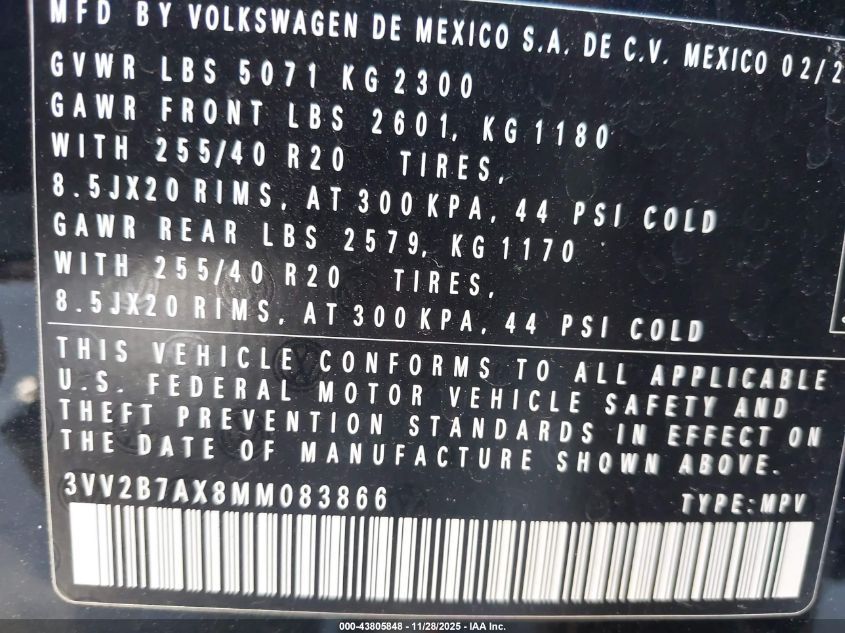 MFD BY VOLKSWAGEN DE MEXICO S.A. DE C.V. MEXICO 02/2
GVWR LBS 5071 KG 2300
GAWR FRONT LBS 2601, KG 1180
WITH 255/40 R20 TIRES,
8.5JX20 RIMS, AT 300 KPA, 44 PSI COLD
GAWR REAR LBS 2579, KG 1170
WITH 255/40 R20 TIRES,
8.5JX20 RIMS, AT 300 KPA, 44 PSI COLD
THIS VEHICLE CONFORMS TO ALL APPLICABLE
U.S. FEDERAL MOTOR VEHICLE SAFETY AND
THEFT PREVENTION STANDARDS IN EFFECT ON
THE DATE OF MANUFACTURE SHOWN ABOVE.
3VV2B7AX8MM083866 TYPE:MPV
000-43805848 - 11/28/2025 - IAA Inc.